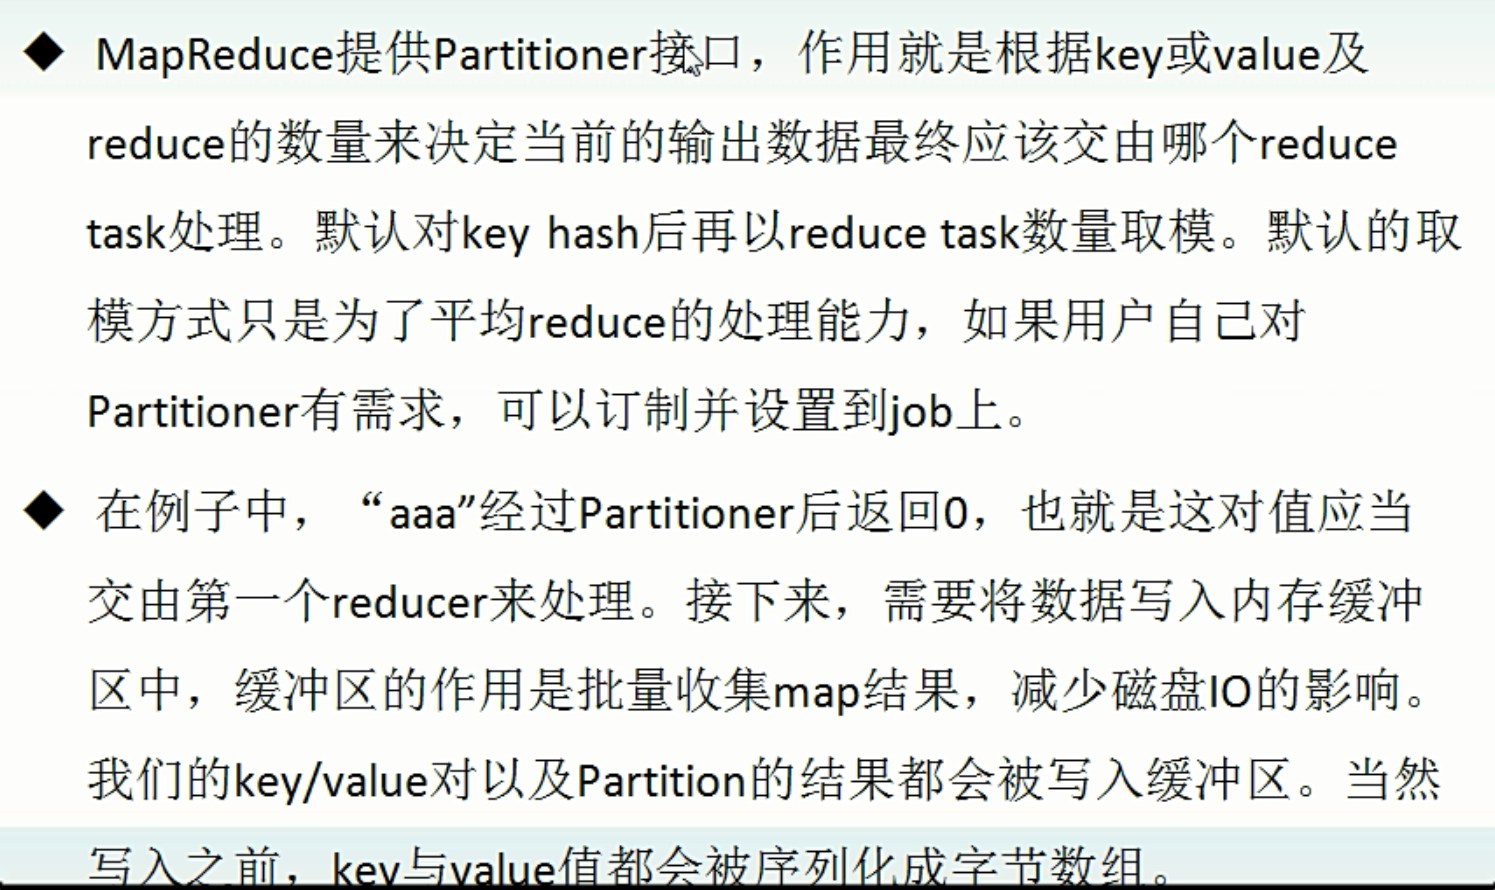 ◆ MapReduce提供Partitioner接口，作用就是根据key或value及
reduce的数量来决定当前的输出数据最终应该交由哪个reduce
task处理。默认对key hash后再以reduce task数量取模。默认的取
模方式只是为了平均reduce的处理能力，如果用户自己对
Partitioner有需求，可以订制并设置到job上。
◆ 在例子中，“aaa”经过Partitioner后返回0，也就是这对值应当
交由第一个reducer来处理。接下来，需要将数据写入内存缓冲
区中，缓冲区的作用是批量收集map结果，减少磁盘IO的影响。
我们的key/value对以及Partition的结果都会被写入缓冲区。当然
写入之前，key与value值都会被序列化成字节数组。